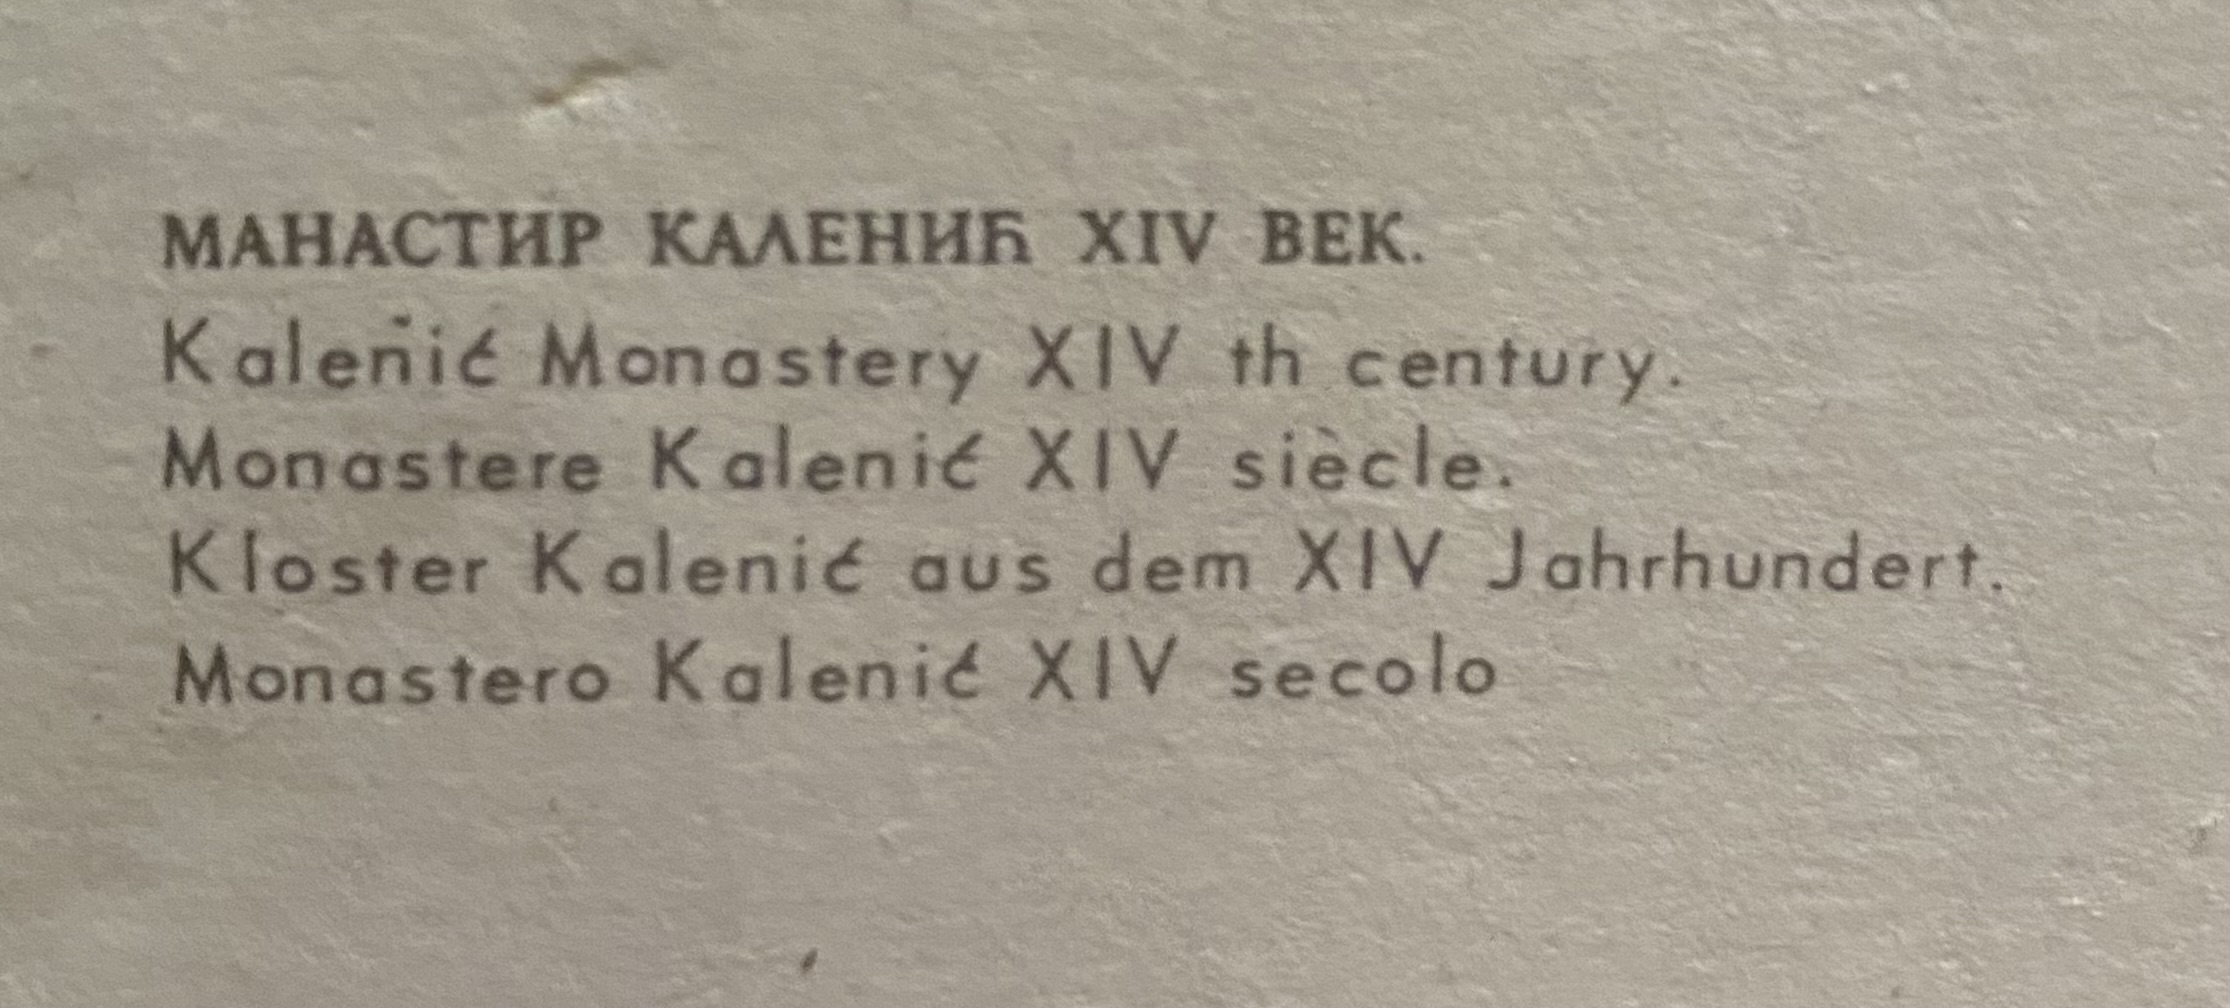 МАНАСТИР КАЛЕНИЋ XIV ВЕК.
Kalenić Monastery XIV th century.
Monastere Kalenić XIV siècle.
Kloster Kalenić aus dem XIV Jahrhundert.
Monastero Kalenić XIV secolo